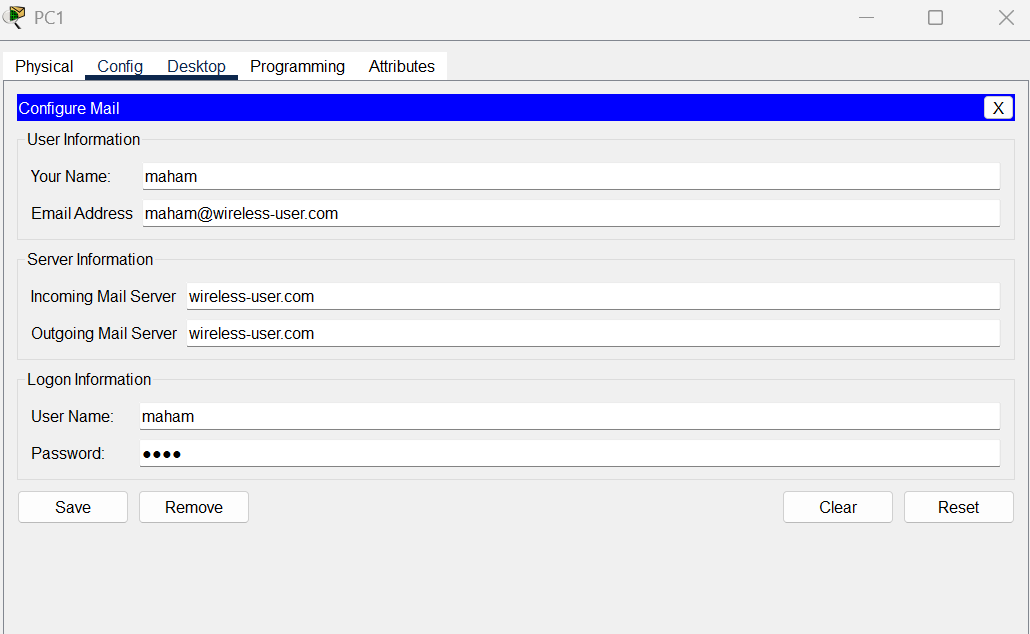 PC1
Physical Config Desktop Programming Attributes
Configure Mail X
User Information
Your Name: maham
Email Address maham@wireless-user.com
Server Information
Incoming Mail Server wireless-user.com
Outgoing Mail Server wireless-user.com
Logon Information
User Name: maham
Password: ●●●●
Save Remove Clear Reset